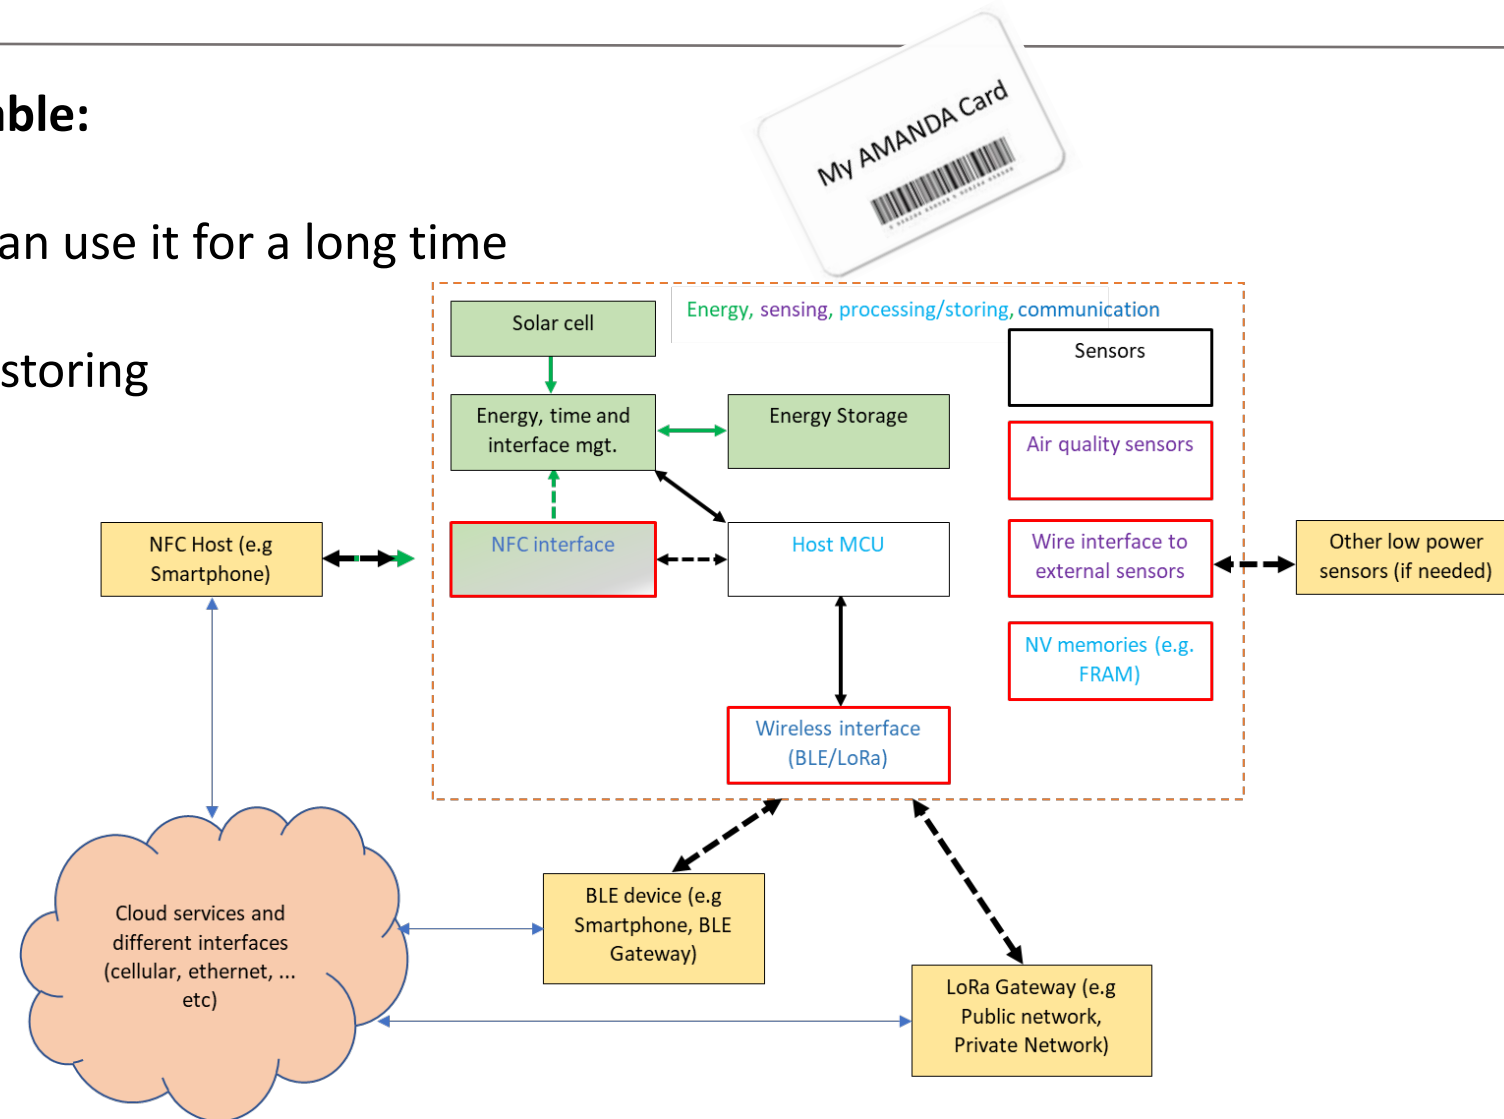 able:
an use it for a long time
storing
My AMANDA Card
Energy, sensing, processing/storing, communication
Solar cell
Energy, time and
interface mgt.
Energy Storage
Sensors
Air quality sensors
NFC Host (e.g
Smartphone)
NFC interface
Host MCU
Wire interface to
external sensors
Other low power
sensors (if needed)
NV memories (e.g.
FRAM)
Wireless interface
(BLE/LoRa)
Cloud services and
different interfaces
(cellular, ethernet, ...
etc)
BLE device (e.g
Smartphone, BLE
Gateway)
LoRa Gateway (e.g
Public network,
Private Network)